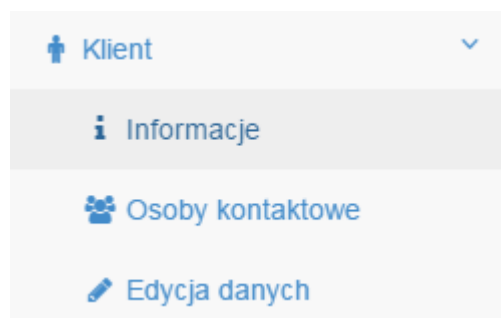 Klient
Informacje
Osoby kontaktowe
Edycja danych